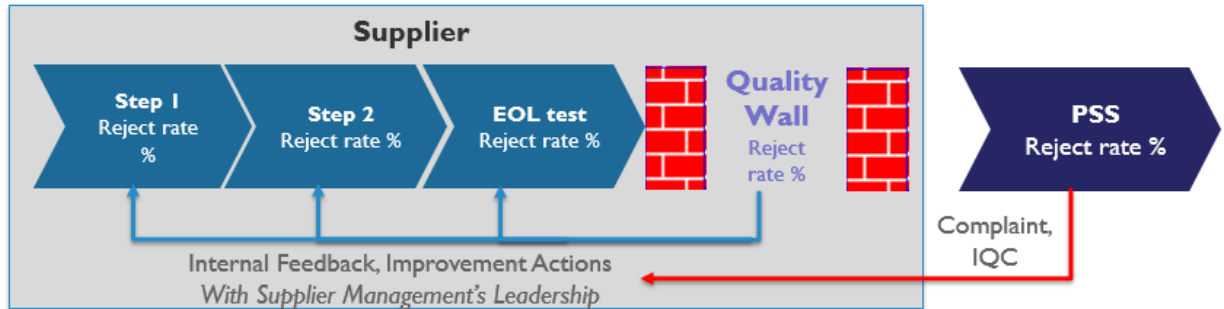 Supplier
Step 1
Reject rate
%
Step 2
Reject rate %
EOL test
Reject rate %
Quality
Wall
Reject
rate %
PSS
Reject rate %
Complaint,
IQC
Internal Feedback, Improvement Actions
With Supplier Management's Leadership